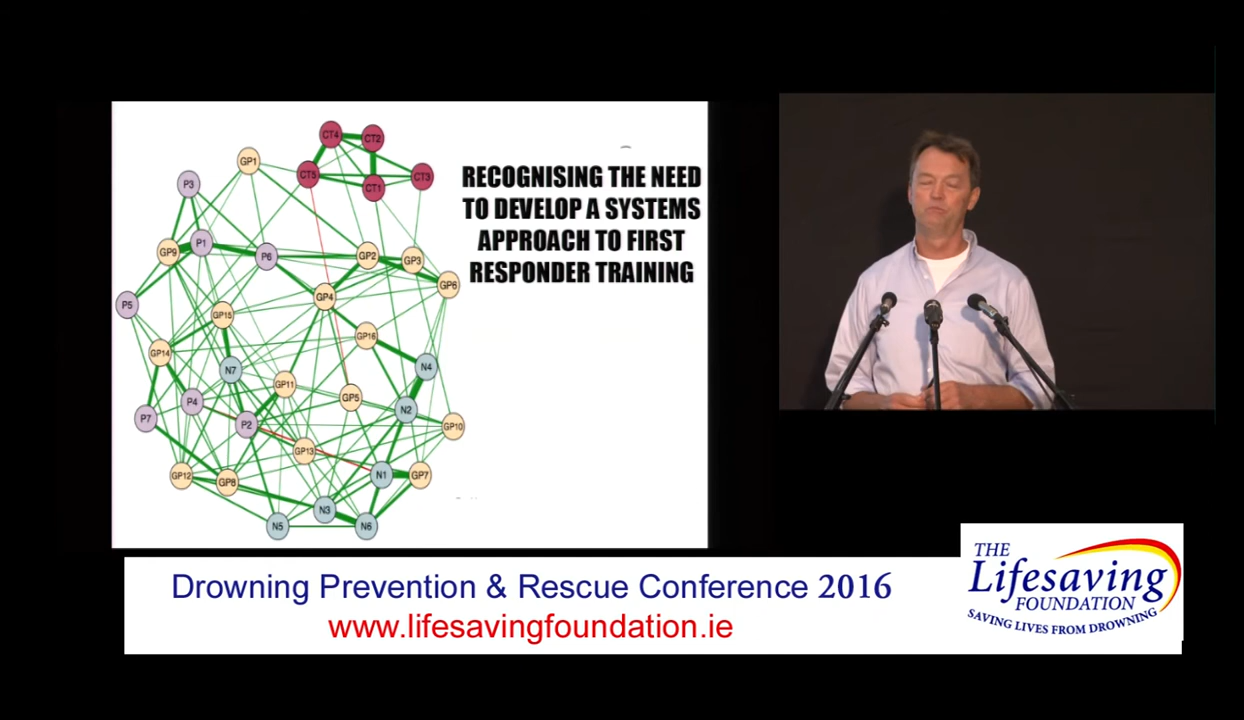 CT4
CT2
GP1
CT5
CT1
CT3
P3
RECOGNISING THE NEED
TO DEVELOP A SYSTEMS
APPROACH TO FIRST
RESPONDER TRAINING
GP9
P1
P6
GP2
GP3
GP6
GP4
P5
GP15
GP16
GP14
N7
GP11
N4
P4
GP5
N2
P7
P2
GP10
GP13
GP12
GP8
N1
GP7
N3
N5
N6
Drowning Prevention & Rescue Conference 2016
www.lifesavingfoundation.ie
THE
Lifesaving
FOUNDATION
SAVING LIVES FROM DROWNING